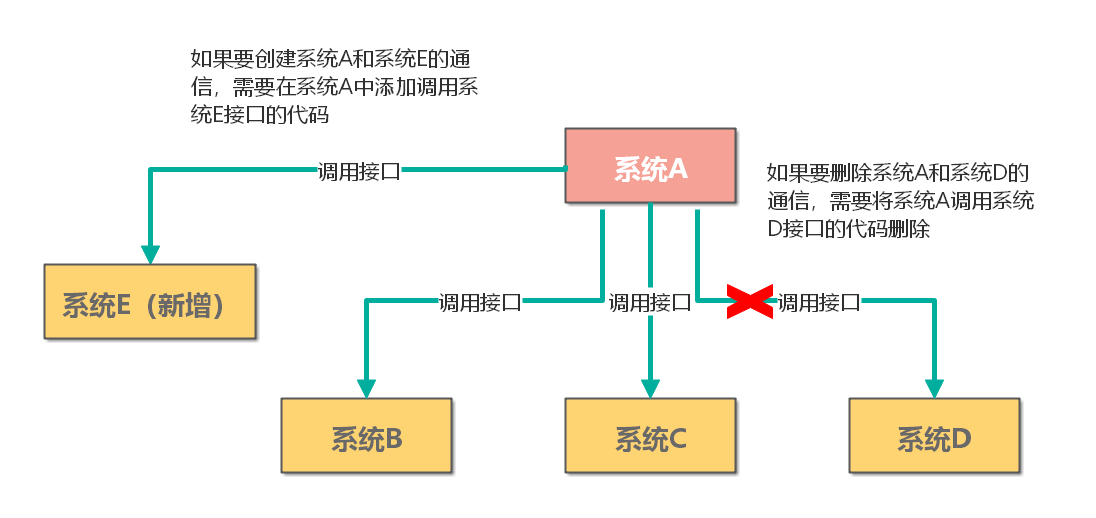 如果要创建系统A和系统E的通
信，需要在系统A中添加调用系
统E接口的代码
系统A
调用接口
如果要删除系统A和系统D的
通信，需要将系统A调用系统
D接口的代码删除
系统E（新增）
调用接口
调用接口
调用接口
系统B
系统C
系统D